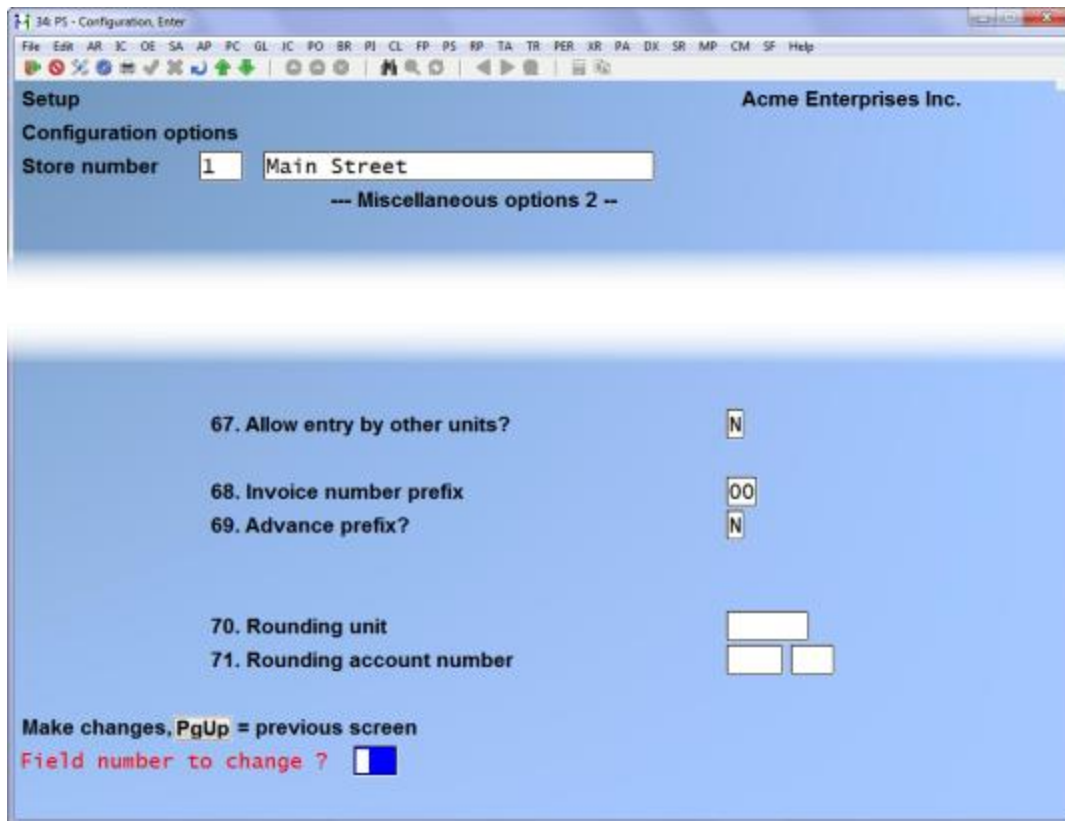 34: PS - Configuration, Enter
File Edit AR IC OE SA AP PC GL JC PO BR PI CL FP PS RP TA TR PER XR PA DX SR MP CM SF Help
Setup Acme Enterprises Inc.
Configuration options
Store number 1 Main Street
--- Miscellaneous options 2 --
67. Allow entry by other units? N
68. Invoice number prefix 00
69. Advance prefix? N
70. Rounding unit
71. Rounding account number
Make changes, PgUp = previous screen
Field number to change ?